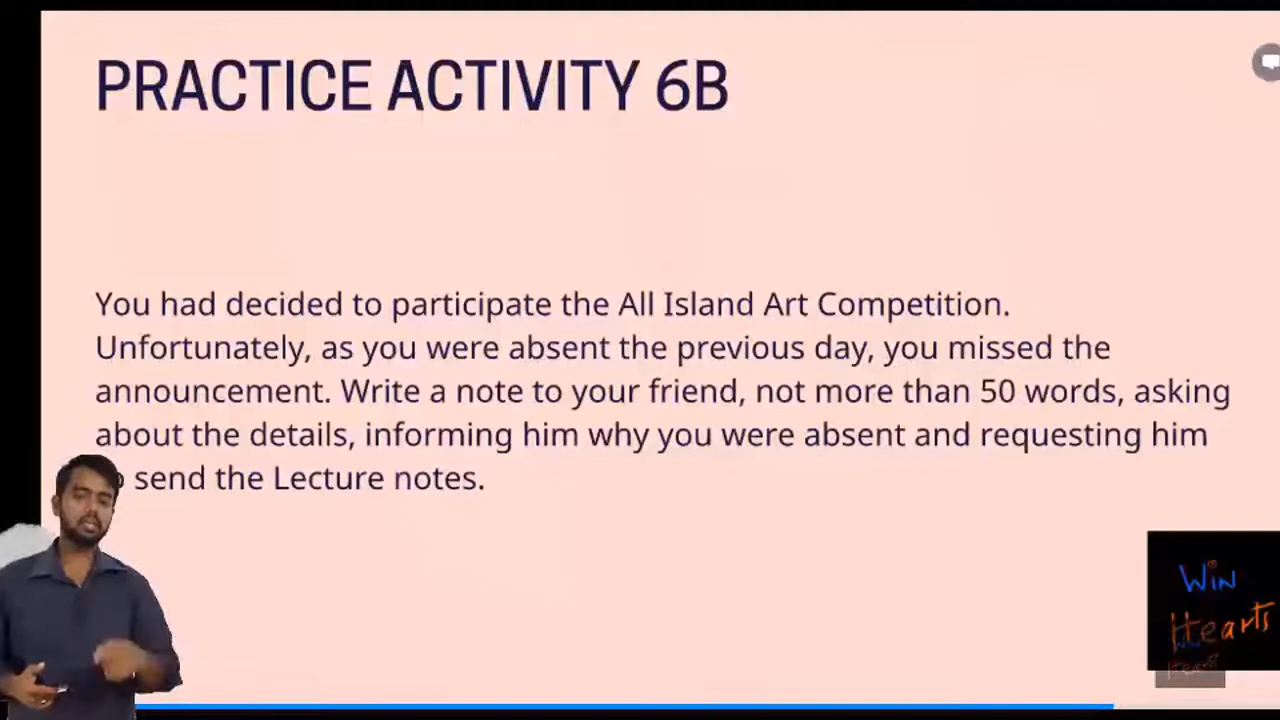 PRACTICE ACTIVITY 6B
You had decided to participate the All Island Art Competition.
Unfortunately, as you were absent the previous day, you missed the
announcement. Write a note to your friend, not more than 50 words, asking
about the details, informing him why you were absent and requesting him
send the Lecture notes.
WiN
Hearts